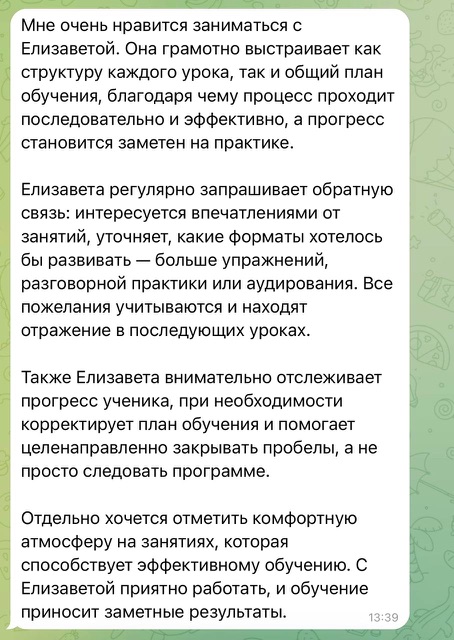 Мне очень нравится заниматься с
Елизаветой. Она грамотно выстраивает как
структуру каждого урока, так и общий план
обучения, благодаря чему процесс проходит
последовательно и эффективно, а прогресс
становится заметен на практике.
Елизавета регулярно запрашивает обратную
связь: интересуется впечатлениями от
занятий, уточняет, какие форматы хотелось
бы развивать — больше упражнений,
разговорной практики или аудирования. Все
пожелания учитываются и находят
отражение в последующих уроках.
Также Елизавета внимательно отслеживает
прогресс ученика, при необходимости
корректирует план обучения и помогает
целенаправленно закрывать пробелы, а не
просто следовать программе.
Отдельно хочется отметить комфортную
атмосферу на занятиях, которая
способствует эффективному обучению. С
Елизаветой приятно работать, и обучение
приносит заметные результаты.
13:39